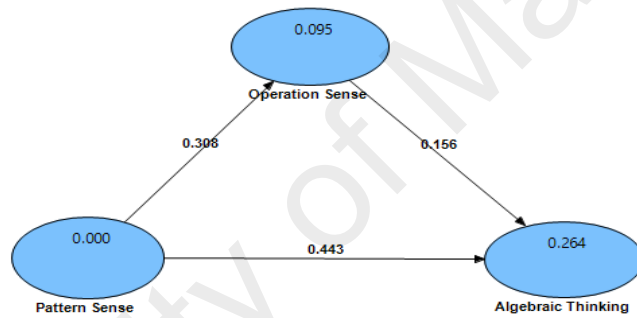 0.095
Operation Sense
0.308
0.156
0.000
0.443
0.264
Pattern Sense
Algebraic Thinking